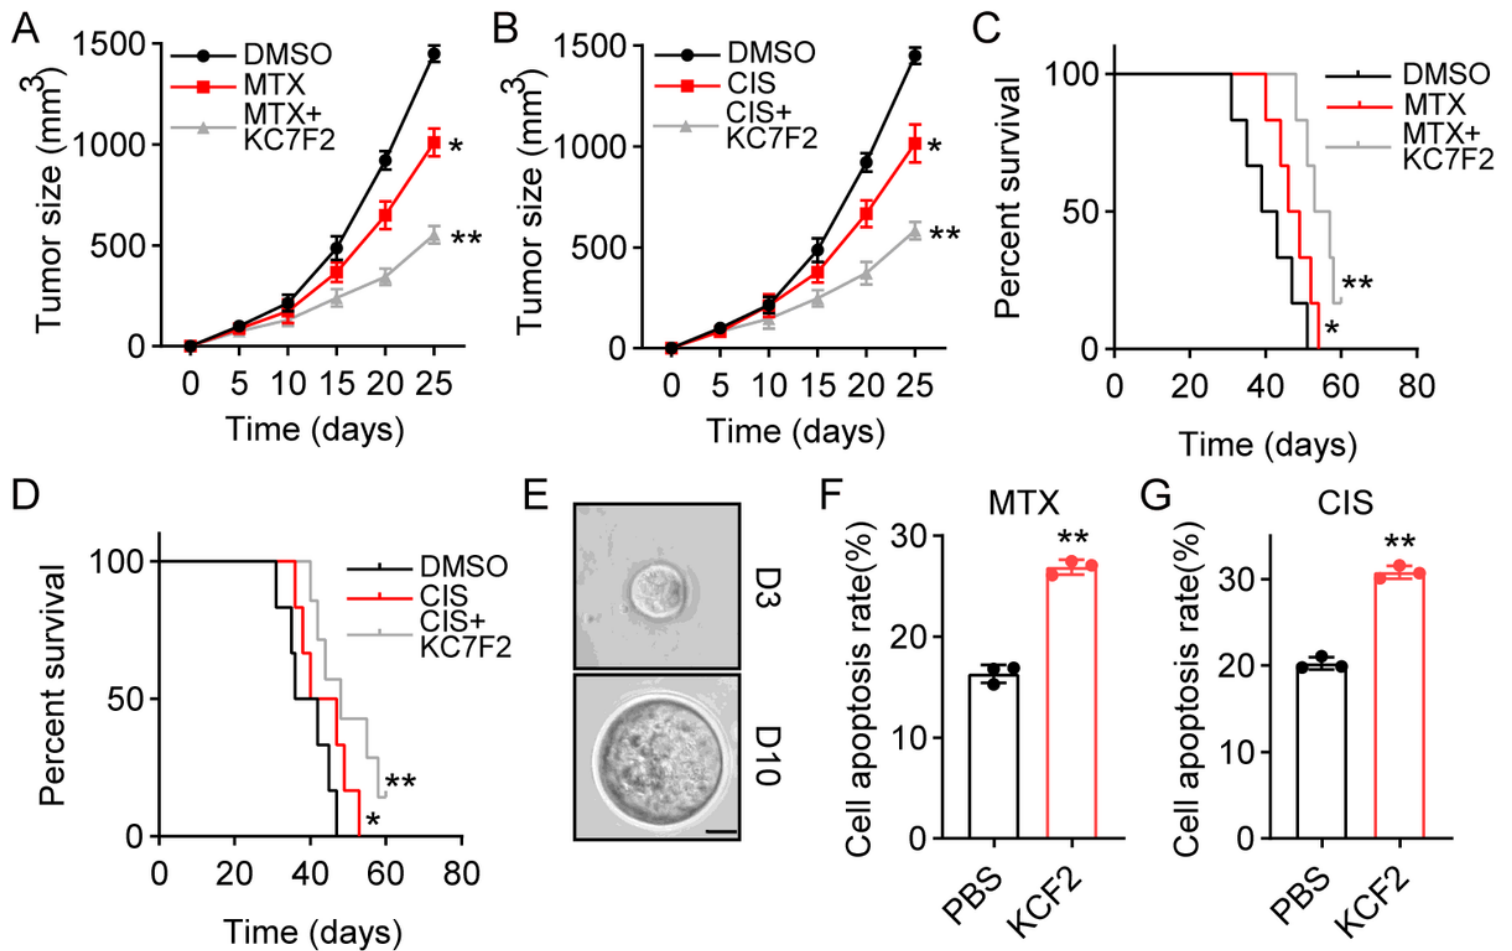 A
Tumor size (mm3)
1500
1000
500
0
0 5 10 15 20 25
Time (days)
DMSO
MTX
MTX+
KC7F2
*
**
B
Tumor size (mm3)
1500
1000
500
0
0 5 10 15 20 25
Time (days)
DMSO
CIS
CIS+
KC7F2
*
**
C
Percent survival
100
50
0
0 20 40 60 80
Time (days)
DMSO
MTX
MTX+
KC7F2
**
*
D
Percent survival
100
50
0
0 20 40 60 80
Time (days)
DMSO
CIS
CIS+
KC7F2
**
*
E
D3
D10
F
MTX
Cell apoptosis rate(%)
30
20
10
0
**
PBS
KCF2
G
CIS
Cell apoptosis rate(%)
30
20
10
0
**
PBS
KCF2